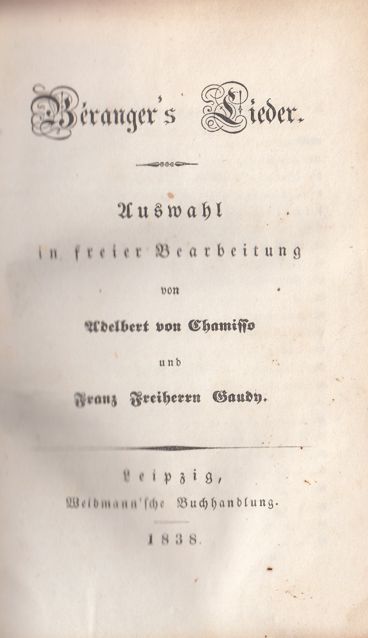 Béranger's Lieder.
Auswahl
in freier Bearbeitung
von
Adelbert von Chamisso
und
Franz Freiherrn Gaudy.
Leipzig,
Weidmann'sche Buchhandlung.
1838.